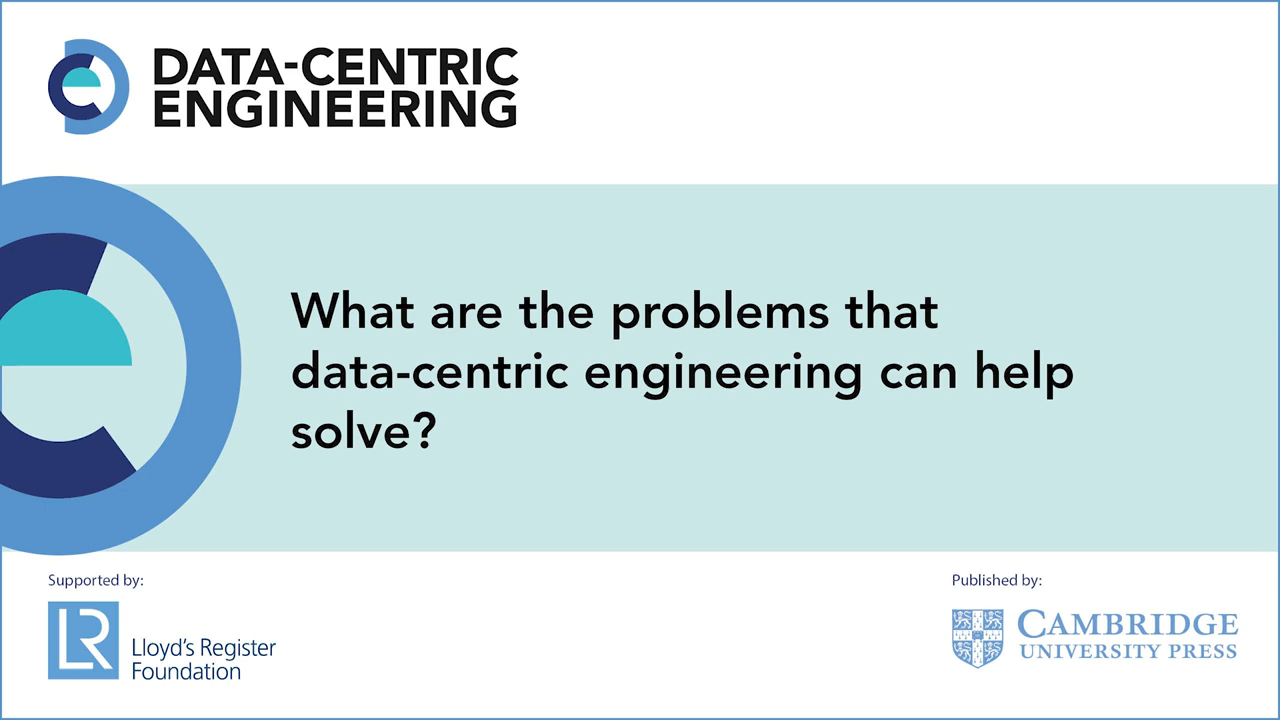 DATA-CENTRIC
ENGINEERING
What are the problems that
data-centric engineering can help
solve?
Supported by:
LR
Lloyd's Register
Foundation
Published by:
CAMBRIDGE
UNIVERSITY PRESS